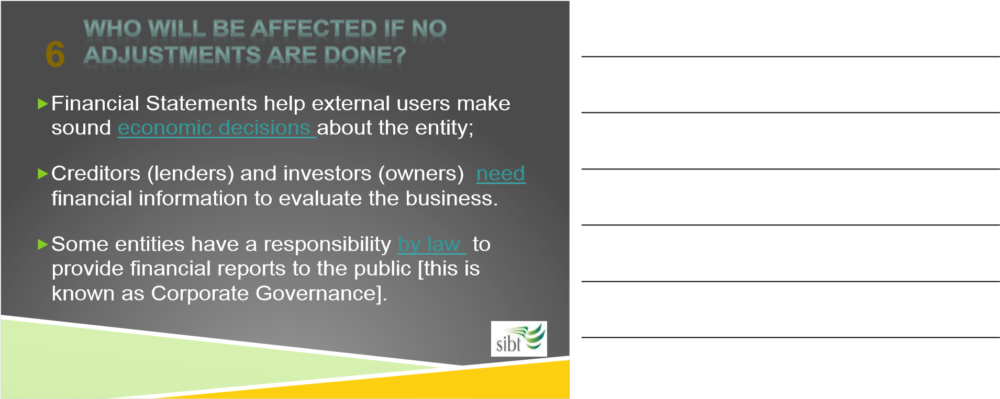 WHO WILL BE AFFECTED IF NO
6
ADJUSTMENTS ARE DONE?
▶Financial Statements help external users make
sound economic decisions about the entity;
▶Creditors (lenders) and investors (owners) need
financial information to evaluate the business.
▶Some entities have a responsibility by law to
provide financial reports to the public [this is
known as Corporate Governance].
sibt